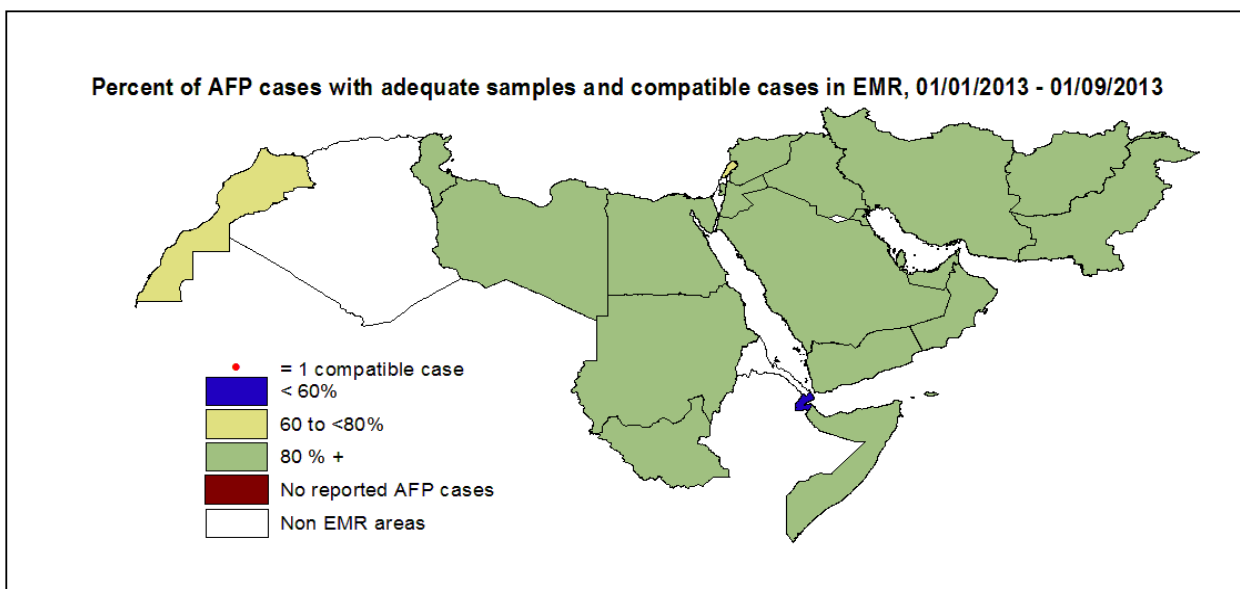 Percent of AFP cases with adequate samples and compatible cases in EMR, 01/01/2013 - 01/09/2013
= 1 compatible case
< 60%
60 to <80%
80 % +
No reported AFP cases
Non EMR areas